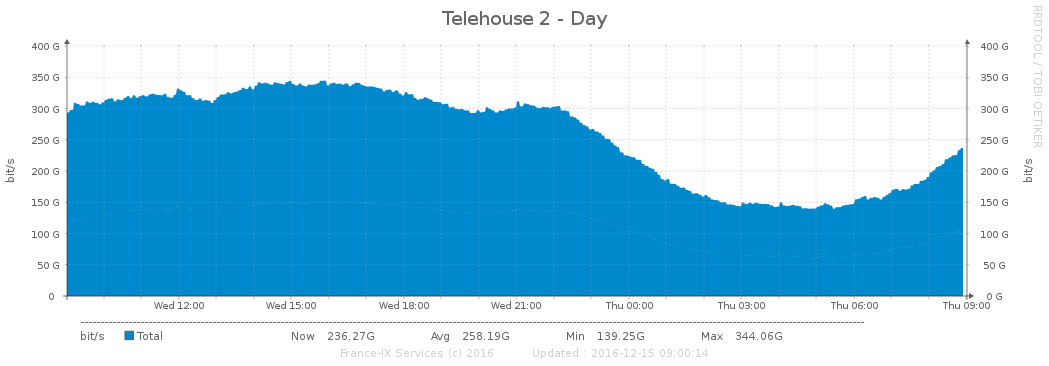 Telehouse 2 - Day
RRDTOOL / TOBI OETIKER
bit/s
bit/s
400 G 400 G
350 G 350 G
300 G 300 G
250 G 250 G
200 G 200 G
150 G 150 G
100 G 100 G
50 G 50 G
0 0 G
Wed 12:00 Wed 15:00 Wed 18:00 Wed 21:00 Thu 00:00 Thu 03:00 Thu 06:00 Thu 09:00
bit/s Total Now 236.27G Avg 258.19G Min 139.25G Max 344.06G
France-IX Services (c) 2016 Updated : 2016-12-15 09:00:14